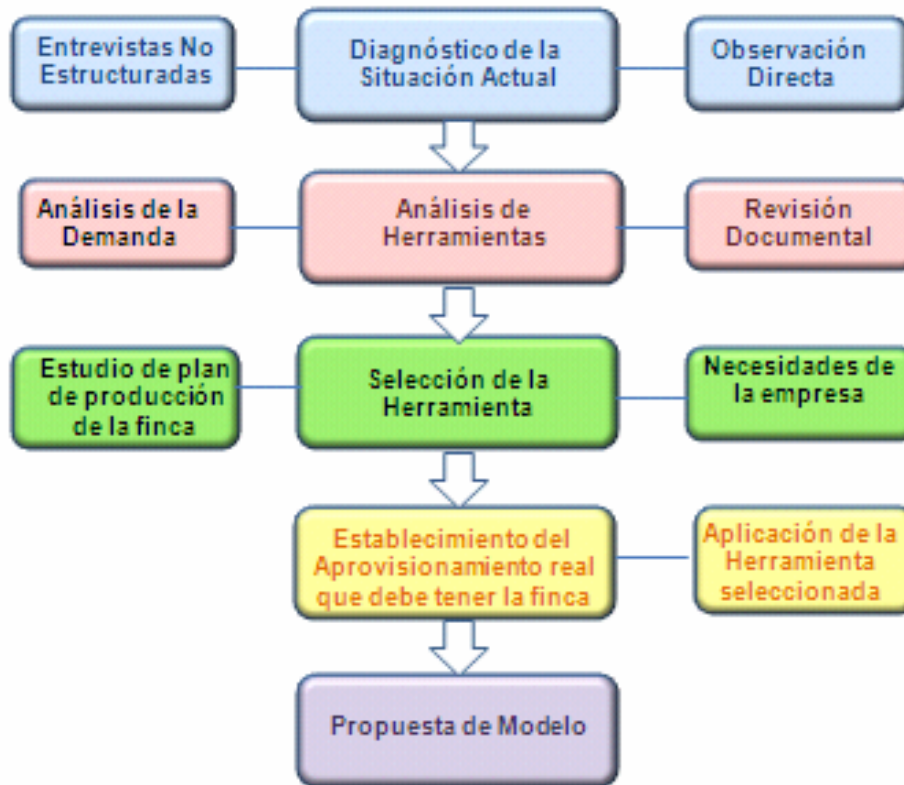 Entrevistas No
Estructuradas
Diagnóstico de la
Situación Actual
Observación
Directa
Análisis de la
Demanda
Análisis de
Herramientas
Revisión
Documental
Estudio de plan
de producción
de la finca
Selección de la
Herramienta
Necesidades de
la empresa
Establecimiento del
Aprovisionamiento real
que debe tener la finca
Aplicación de la
Herramienta
seleccionada
Propuesta de Modelo